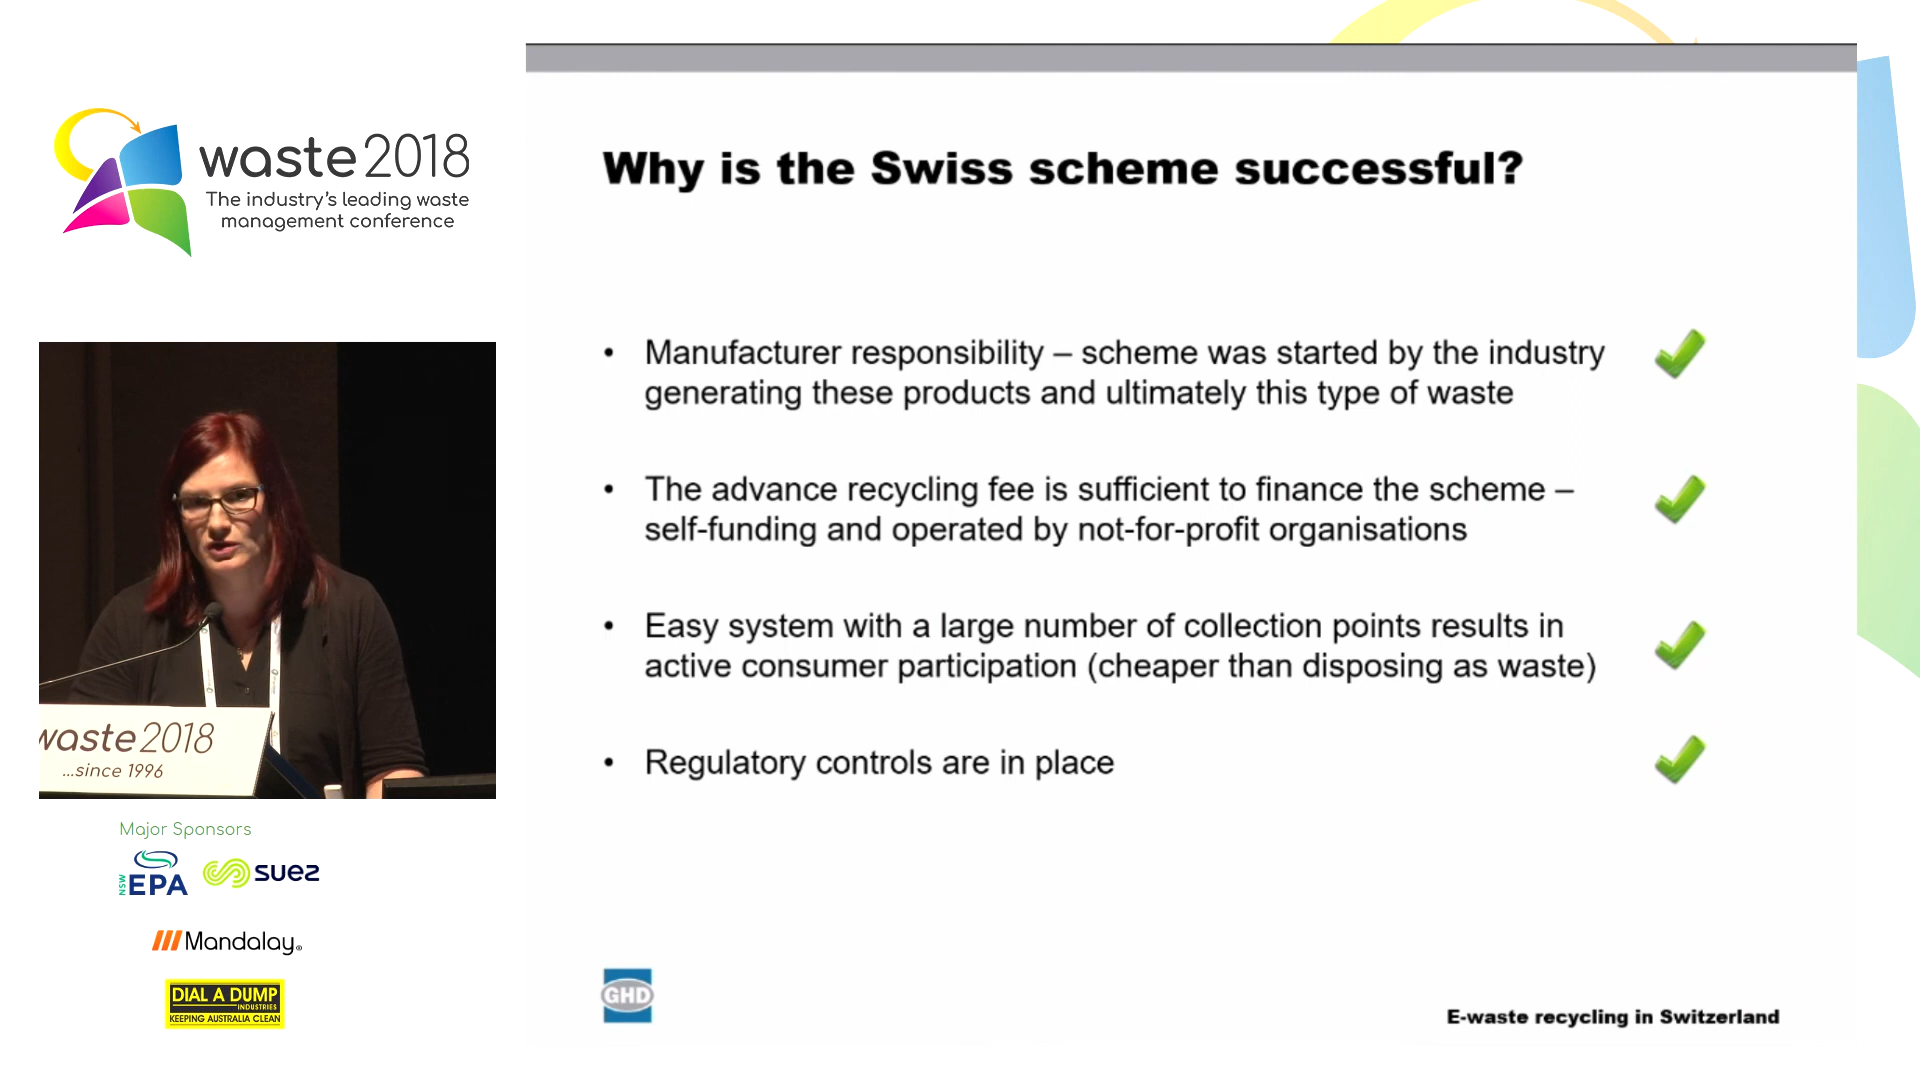 waste 2018
The industry's leading waste
management conference
waste 2018
...since 1996
Major Sponsors
NSW EPA
suez
Mandalay®
DIAL A DUMP
INDUSTRIES
KEEPING AUSTRALIA CLEAN
Why is the Swiss scheme successful?
• Manufacturer responsibility – scheme was started by the industry
generating these products and ultimately this type of waste
• The advance recycling fee is sufficient to finance the scheme –
self-funding and operated by not-for-profit organisations
• Easy system with a large number of collection points results in
active consumer participation (cheaper than disposing as waste)
• Regulatory controls are in place
GHD
E-waste recycling in Switzerland